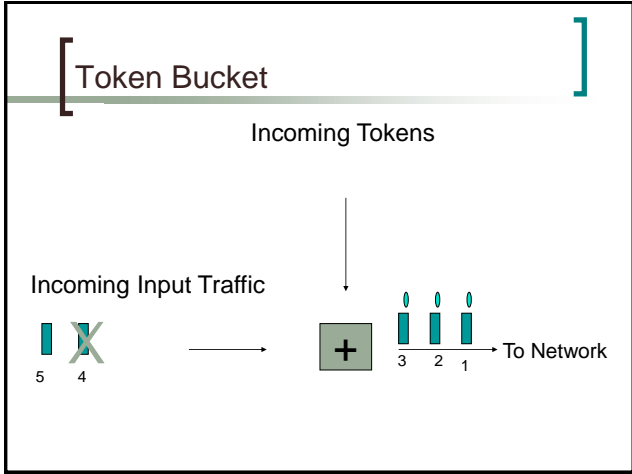 Token Bucket
Incoming Tokens
Incoming Input Traffic
X
+
To Network
5 4
3 2 1